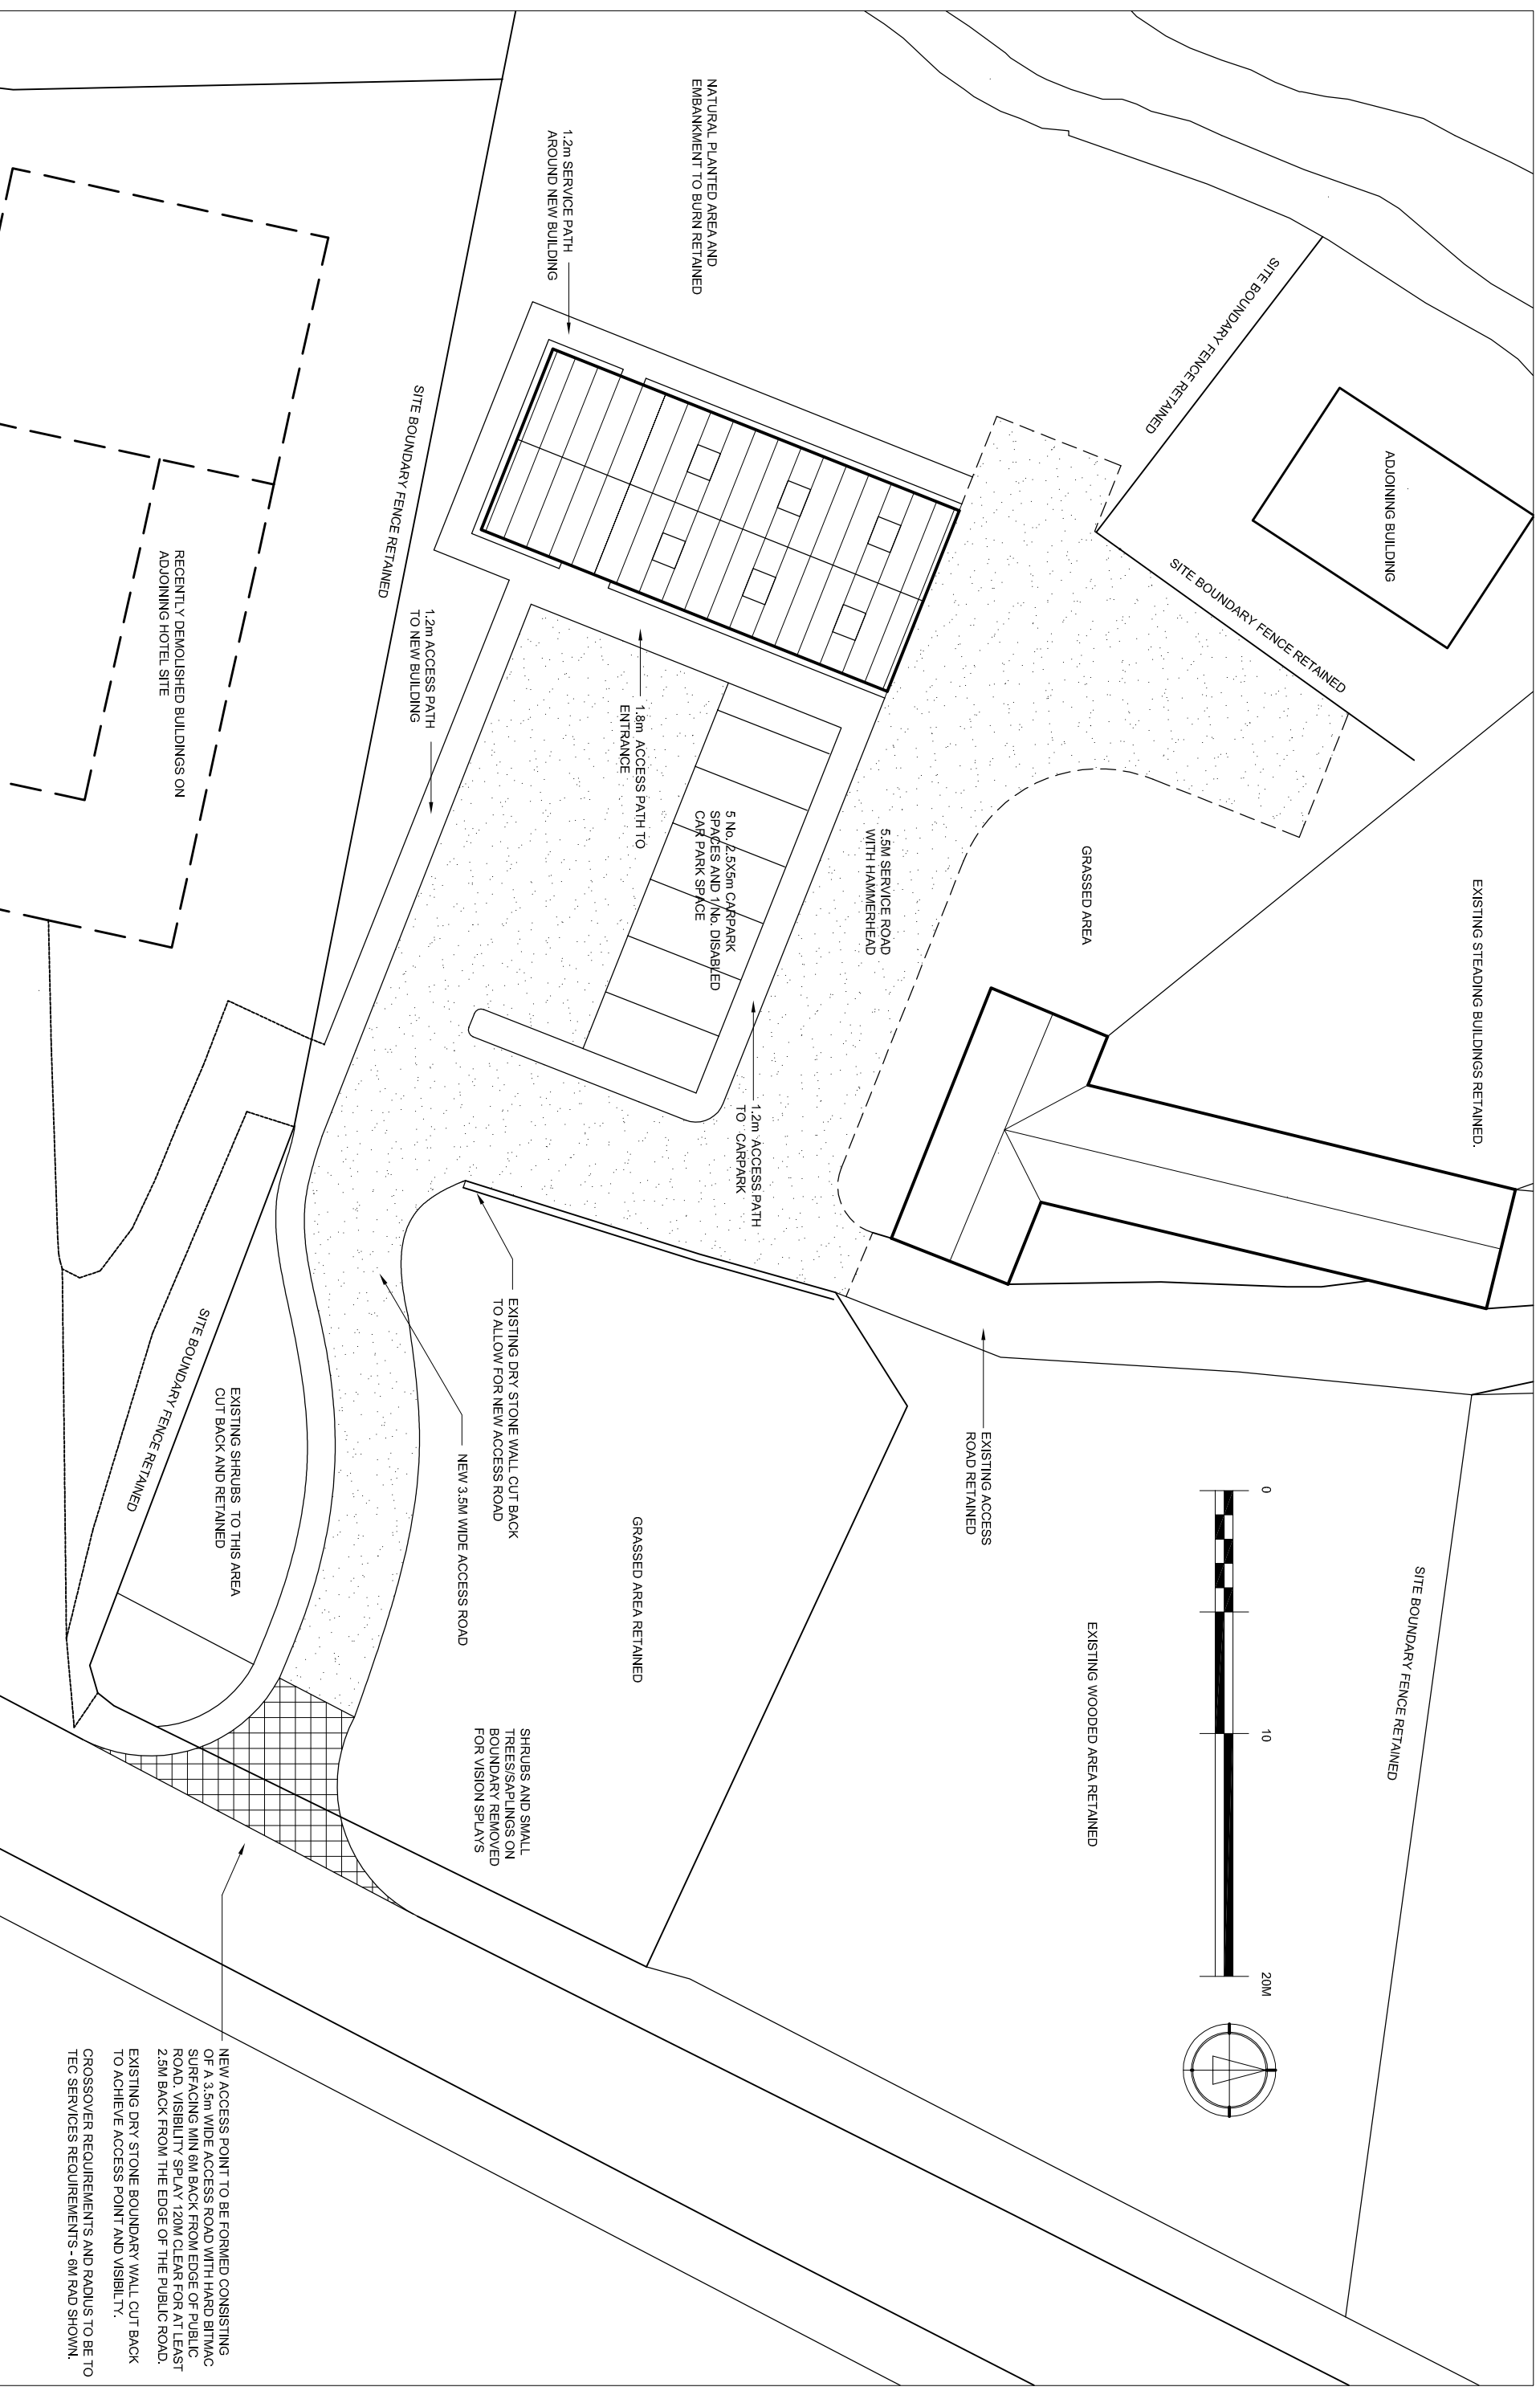 NATURAL PLANTED AREA AND
EMBANKMENT TO BURN RETAINED
1.2m SERVICE PATH
AROUND NEW BUILDING
SITE BOUNDARY FENCE RETAINED
ADJOINING BUILDING
SITE BOUNDARY FENCE RETAINED
SITE BOUNDARY FENCE RETAINED
RECENTLY DEMOLISHED BUILDINGS ON
ADJOINING HOTEL SITE
1.2m ACCESS PATH
TO NEW BUILDING
1.8m ACCESS PATH TO
ENTRANCE
5 No. 2.5X5m CARPARK
SPACES AND 1 No. DISABLED
CAR PARK SPACE
5.5M SERVICE ROAD
WITH HAMMERHEAD
GRASSED AREA
EXISTING STEADING BUILDINGS RETAINED.
1.2m ACCESS PATH
TO CARPARK
EXISTING DRY STONE WALL CUT BACK
TO ALLOW FOR NEW ACCESS ROAD
NEW 3.5M WIDE ACCESS ROAD
EXISTING ACCESS
ROAD RETAINED
SITE BOUNDARY FENCE RETAINED
EXISTING SHRUBS TO THIS AREA
CUT BACK AND RETAINED
GRASSED AREA RETAINED
EXISTING WOODED AREA RETAINED
SITE BOUNDARY FENCE RETAINED
0
10
20M
SHRUBS AND SMALL
TREES/SAPLINGS ON
BOUNDARY REMOVED
FOR VISION SPLAYS
NEW ACCESS POINT TO BE FORMED CONSISTING
OF A 3.5m WIDE ACCESS ROAD WITH HARD BITMAC
SURFACING MIN 6M BACK FROM EDGE OF PUBLIC
ROAD. VISIBILITY SPLAY 120M CLEAR FOR AT LEAST
2.5M BACK FROM THE EDGE OF THE PUBLIC ROAD.
EXISTING DRY STONE BOUNDARY WALL CUT BACK
TO ACHIEVE ACCESS POINT AND VISIBILTY.
CROSSOVER REQUIREMENTS AND RADIUS TO BE TO
TEC SERVICES REQUIREMENTS - 6M RAD SHOWN.